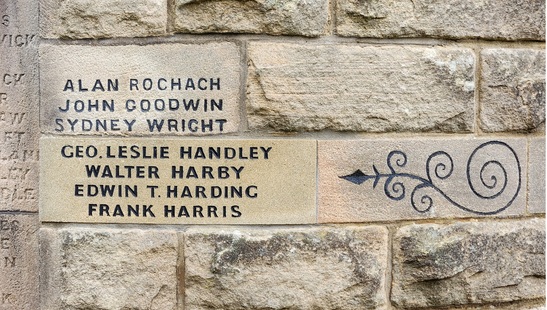 ALAN ROCHACH
JOHN GOODWIN
SYDNEY WRIGHT
GEO. LESLIE HANDLEY
WALTER HARBY
EDWIN T. HARDING
FRANK HARRIS